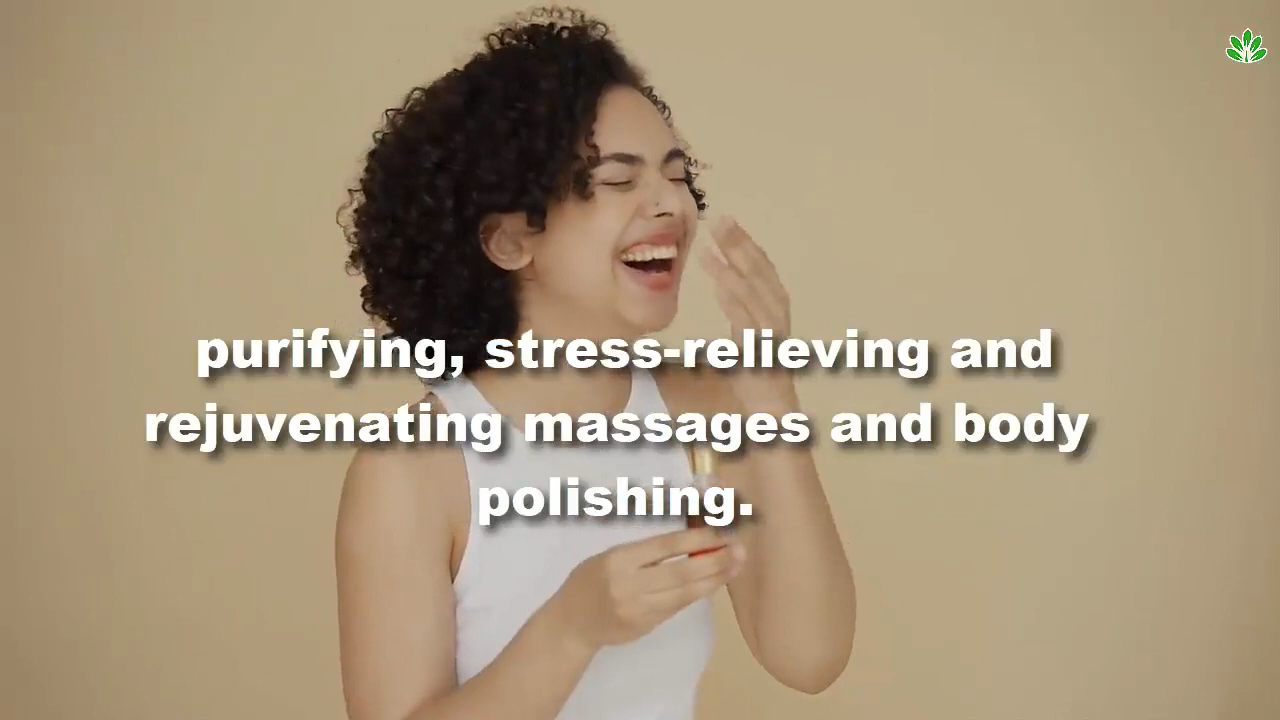 purifying, stress-relieving and
rejuvenating massages and body
polishing.